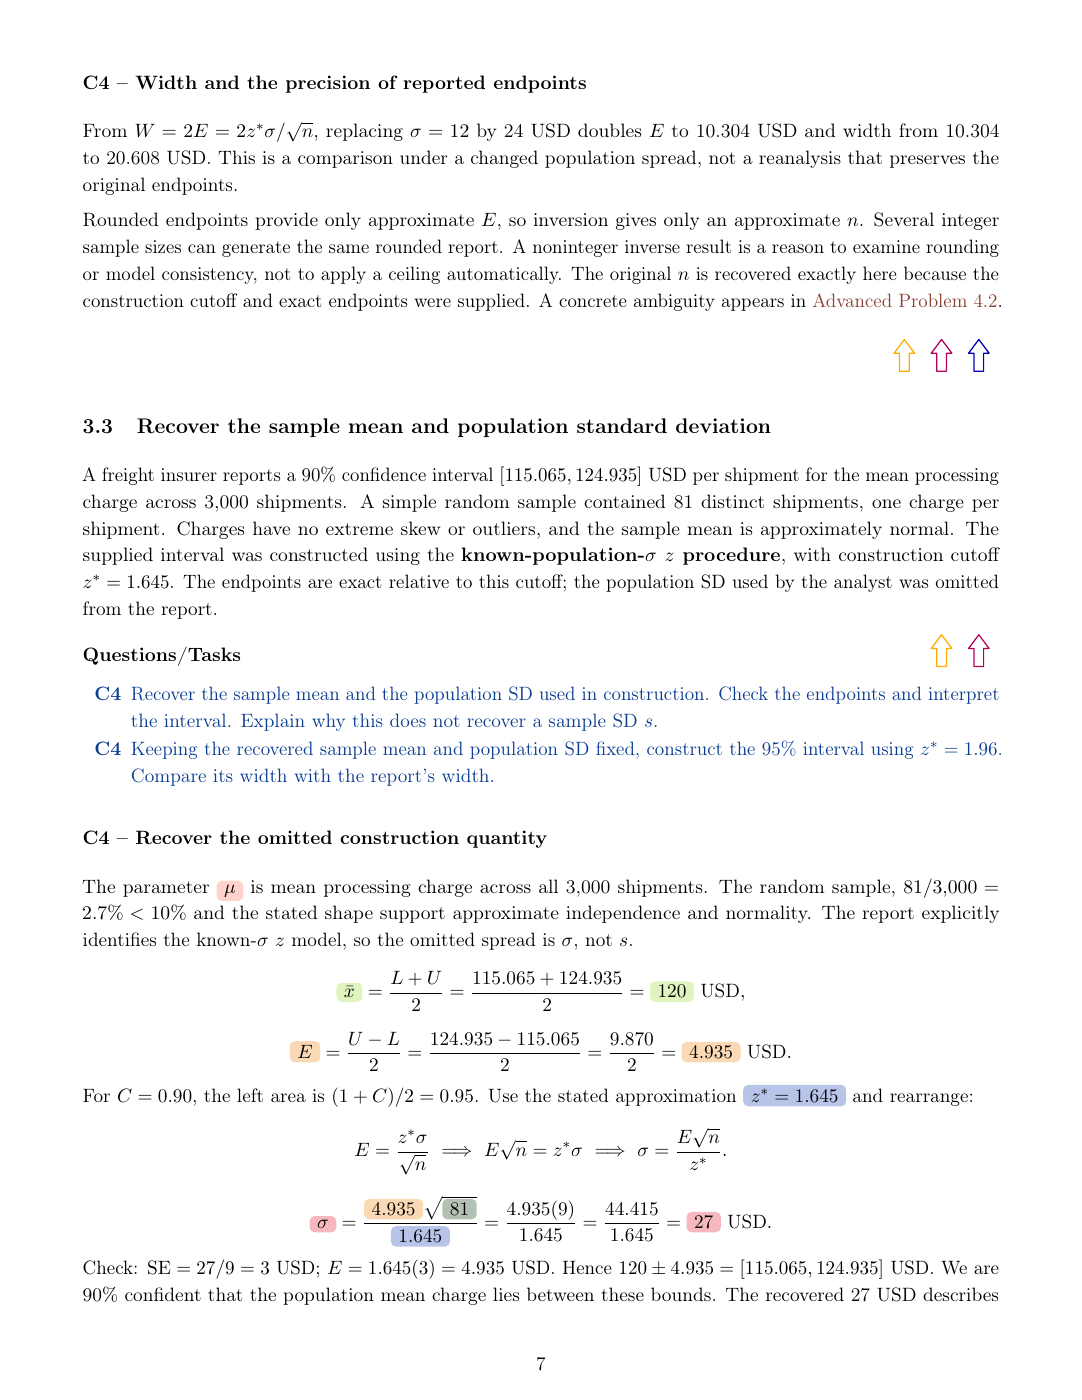 C4 – Width and the precision of reported endpoints
From W = 2E = 2z*σ/√n, replacing σ = 12 by 24 USD doubles E to 10.304 USD and width from 10.304
to 20.608 USD. This is a comparison under a changed population spread, not a reanalysis that preserves the
original endpoints.
Rounded endpoints provide only approximate E, so inversion gives only an approximate n. Several integer
sample sizes can generate the same rounded report. A noninteger inverse result is a reason to examine rounding
or model consistency, not to apply a ceiling automatically. The original n is recovered exactly here because the
construction cutoff and exact endpoints were supplied. A concrete ambiguity appears in Advanced Problem 4.2.
3.3 Recover the sample mean and population standard deviation
A freight insurer reports a 90% confidence interval [115.065, 124.935] USD per shipment for the mean processing
charge across 3,000 shipments. A simple random sample contained 81 distinct shipments, one charge per
shipment. Charges have no extreme skew or outliers, and the sample mean is approximately normal. The
supplied interval was constructed using the known-population-σ z procedure, with construction cutoff
z* = 1.645. The endpoints are exact relative to this cutoff; the population SD used by the analyst was omitted
from the report.
Questions/Tasks
C4 Recover the sample mean and the population SD used in construction. Check the endpoints and interpret
the interval. Explain why this does not recover a sample SD s.
C4 Keeping the recovered sample mean and population SD fixed, construct the 95% interval using z* = 1.96.
Compare its width with the report's width.
C4 – Recover the omitted construction quantity
The parameter μ is mean processing charge across all 3,000 shipments. The random sample, 81/3,000 =
2.7% < 10% and the stated shape support approximate independence and normality. The report explicitly
identifies the known-σ z model, so the omitted spread is σ, not s.
x̄ = (L + U)/2 = (115.065 + 124.935)/2 = 120 USD,
E = (U − L)/2 = (124.935 − 115.065)/2 = 9.870/2 = 4.935 USD.
For C = 0.90, the left area is (1 + C)/2 = 0.95. Use the stated approximation z* = 1.645 and rearrange:
E = z*σ/√n ⟹ E√n = z*σ ⟹ σ = E√n/z*.
σ = 4.935√81/1.645 = 4.935(9)/1.645 = 44.415/1.645 = 27 USD.
Check: SE = 27/9 = 3 USD; E = 1.645(3) = 4.935 USD. Hence 120 ± 4.935 = [115.065, 124.935] USD. We are
90% confident that the population mean charge lies between these bounds. The recovered 27 USD describes
7